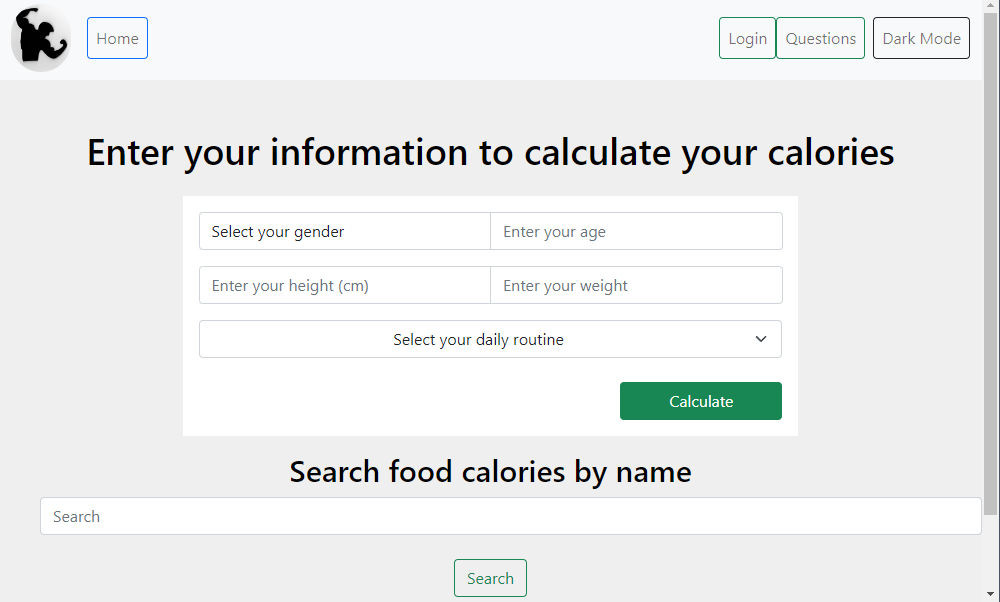 Home Login Questions Dark Mode
Enter your information to calculate your calories
Select your gender Enter your age
Enter your height (cm) Enter your weight
Select your daily routine
Calculate
Search food calories by name
Search
Search